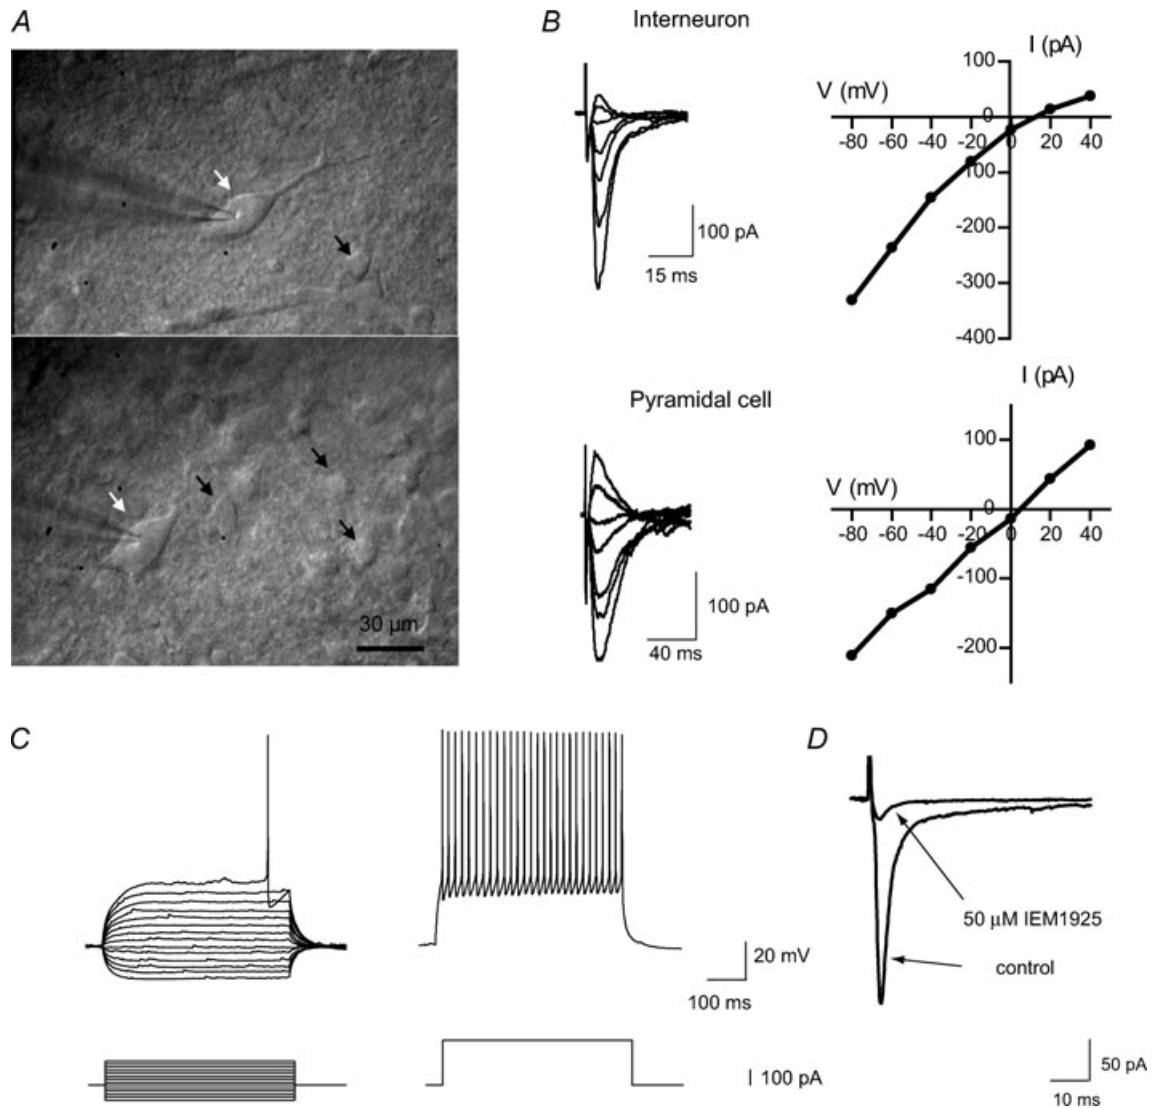 A
30 µm
B
Interneuron
100 pA
15 ms
I (pA)
V (mV)
100
0
-80 -60 -40 -20 0 20 40
-100
-200
-300
-400
Pyramidal cell
100 pA
40 ms
I (pA)
V (mV)
100
0
-80 -60 -40 -20 0 20 40
-100
-200
C
20 mV
100 ms
100 pA
D
50 µM IEM1925
control
50 pA
10 ms